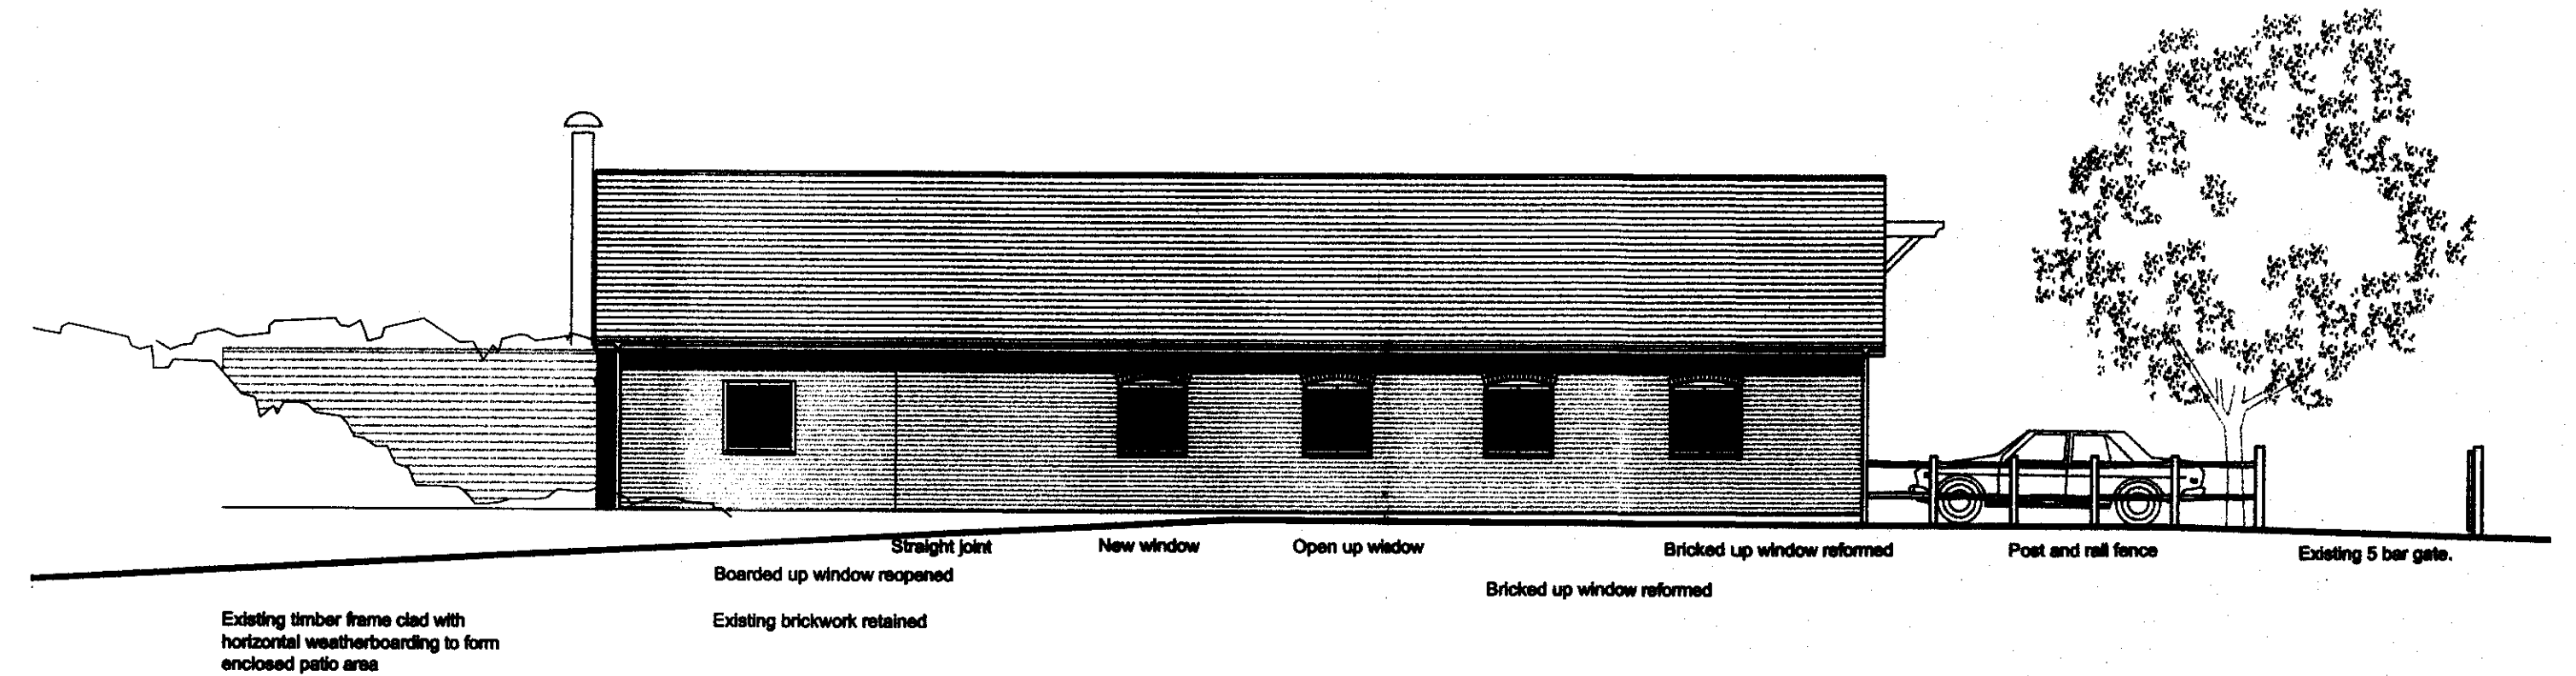 Straight joint
New window
Open up window
Bricked up window reformed
Post and rail fence
Existing 5 bar gate.
Boarded up window reopened
Bricked up window reformed
Existing timber frame clad with
horizontal weatherboarding to form
enclosed patio area
Existing brickwork retained